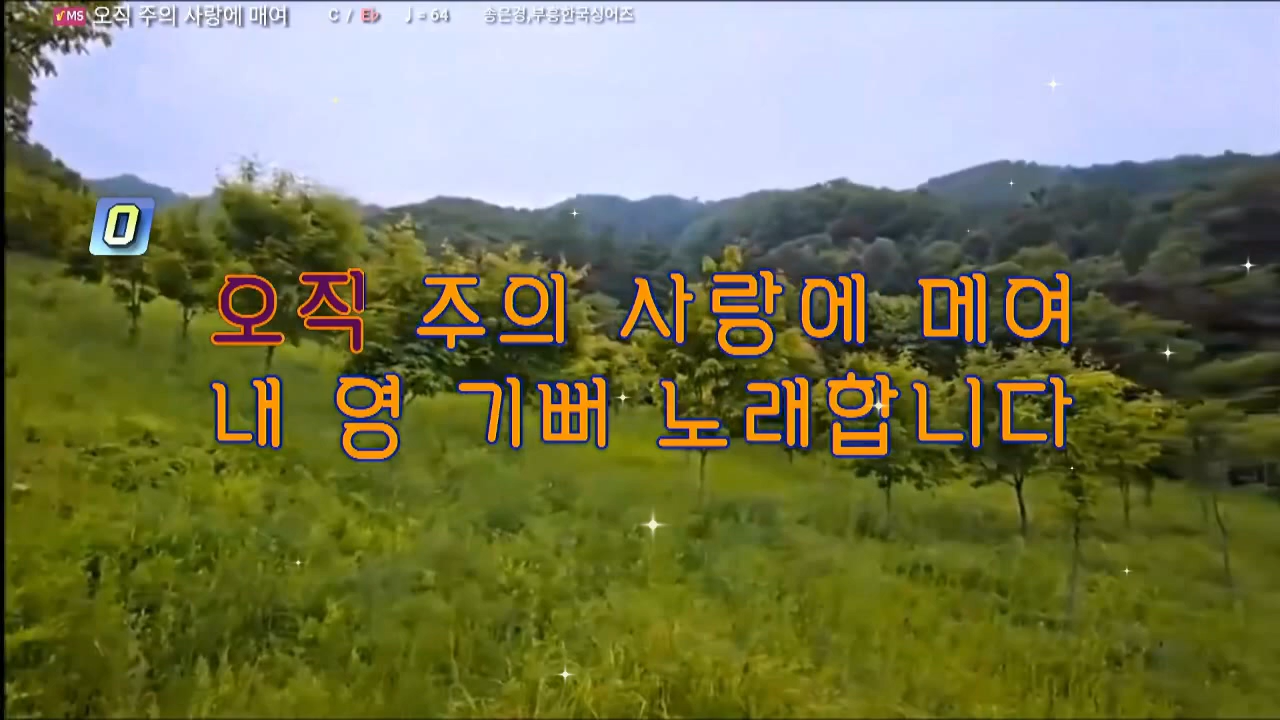 √MS 오직 주의 사랑에 매여 C / E♭ ♩= 64 송은경,부흥한국싱어즈
0
오직 주의 사랑에 메여
내 영 기뻐 노래합니다